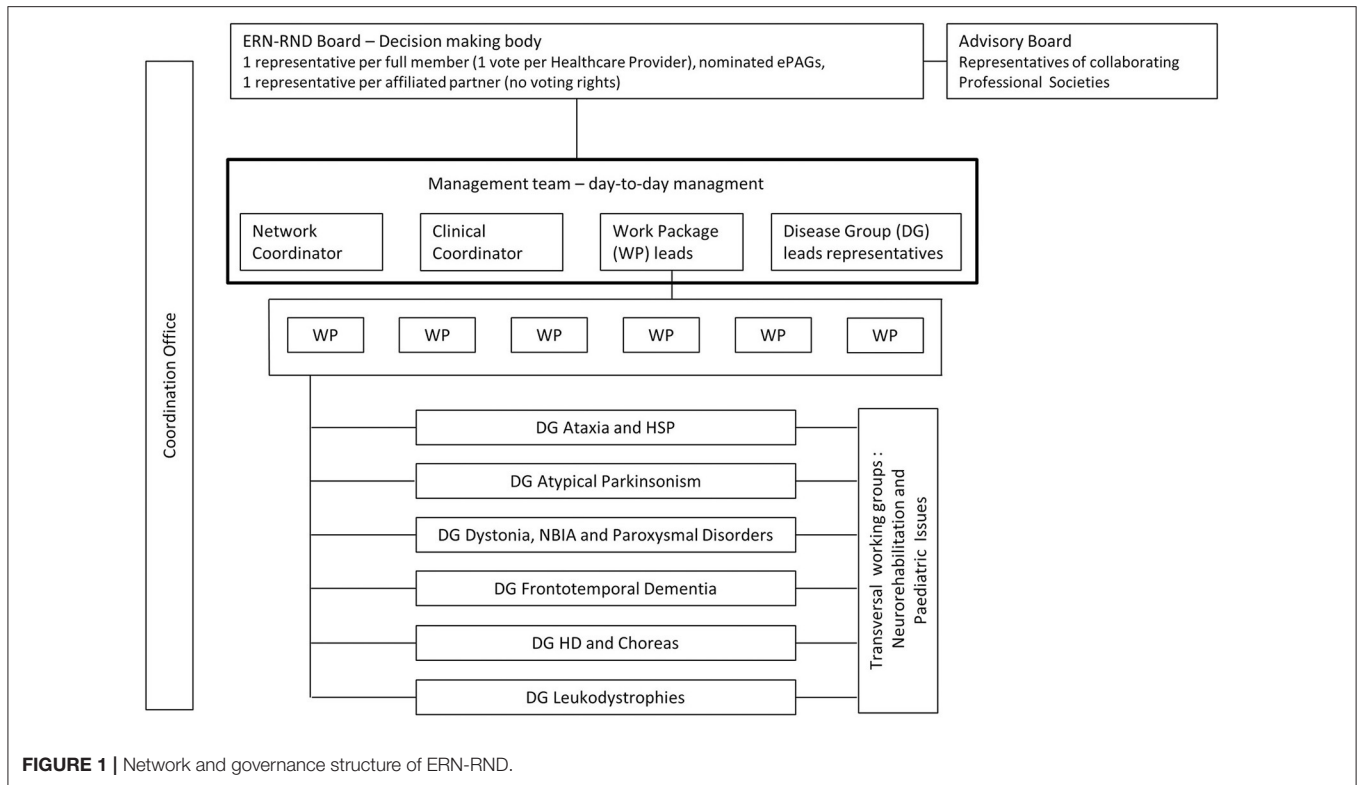 ERN-RND Board – Decision making body
1 representative per full member (1 vote per Healthcare Provider), nominated ePAGs,
1 representative per affiliated partner (no voting rights)
Advisory Board
Representatives of collaborating
Professional Societies
Coordination Office
Management team – day-to-day managment
Network
Coordinator
Clinical
Coordinator
Work Package
(WP) leads
Disease Group (DG)
leads representatives
WP
WP
WP
WP
WP
WP
DG Ataxia and HSP
DG Atypical Parkinsonism
DG Dystonia, NBIA and Paroxysmal Disorders
DG Frontotemporal Dementia
DG HD and Choreas
DG Leukodystrophies
Transversal working groups :
Neurorehabilitation and
Paediatric Issues
FIGURE 1 | Network and governance structure of ERN-RND.